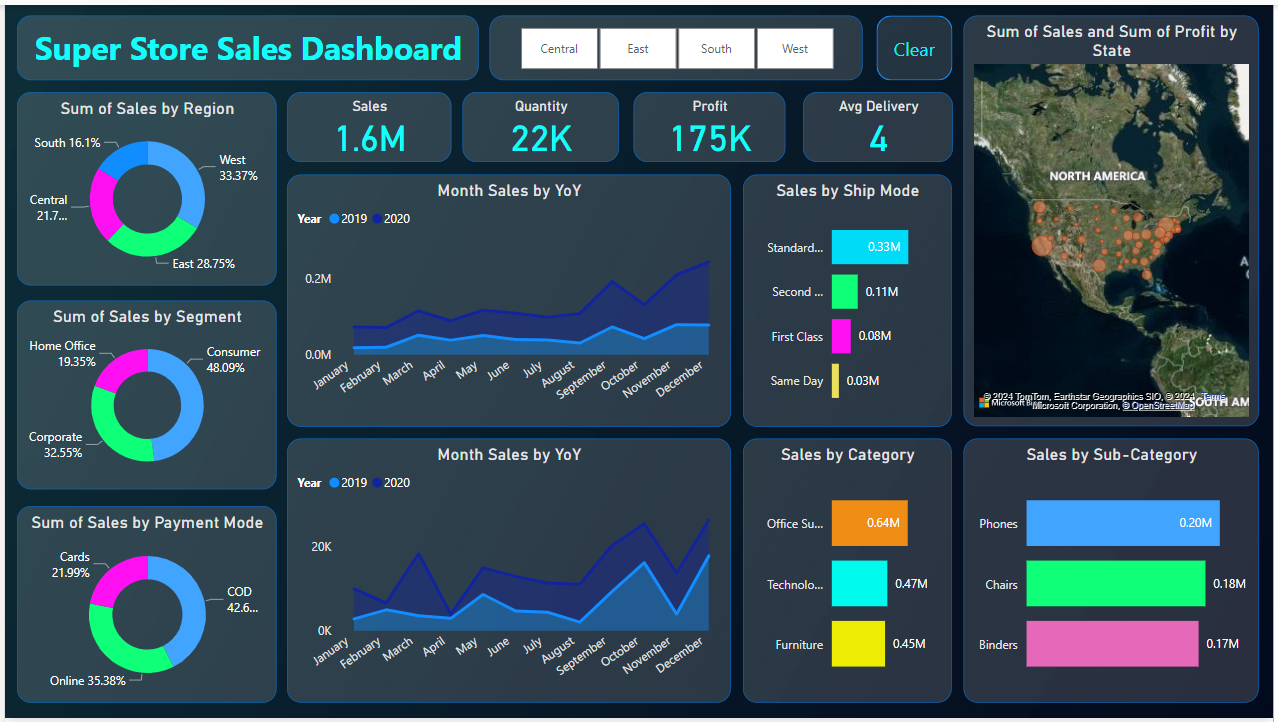 Super Store Sales Dashboard
Central
East
South
West
Clear
Sum of Sales and Sum of Profit by
State
NORTH AMERICA
© 2024 TomTom, Earthstar Geographics SIO, © 2024 Terms
Microsoft Bing
Microsoft Corporation, © OpenStreetMap
SOUTH AM
Sum of Sales by Region
South 16.1%
West
33.37%
Central
21.7...
East 28.75%
Sales
1.6M
Quantity
22K
Profit
175K
Avg Delivery
4
Month Sales by YoY
Year 2019 2020
0.2M
0.0M
January
February
March
April
May
June
July
August
September
October
November
December
Sales by Ship Mode
Standard... 0.33M
Second ... 0.11M
First Class 0.08M
Same Day 0.03M
Sum of Sales by Segment
Home Office
19.35%
Consumer
48.09%
Corporate
32.55%
Sum of Sales by Payment Mode
Cards
21.99%
COD
42.6...
Online 35.38%
Month Sales by YoY
Year 2019 2020
20K
0K
January
February
March
April
May
June
July
August
September
October
November
December
Sales by Category
Office Su... 0.64M
Technolo... 0.47M
Furniture 0.45M
Sales by Sub-Category
Phones 0.20M
Chairs 0.18M
Binders 0.17M